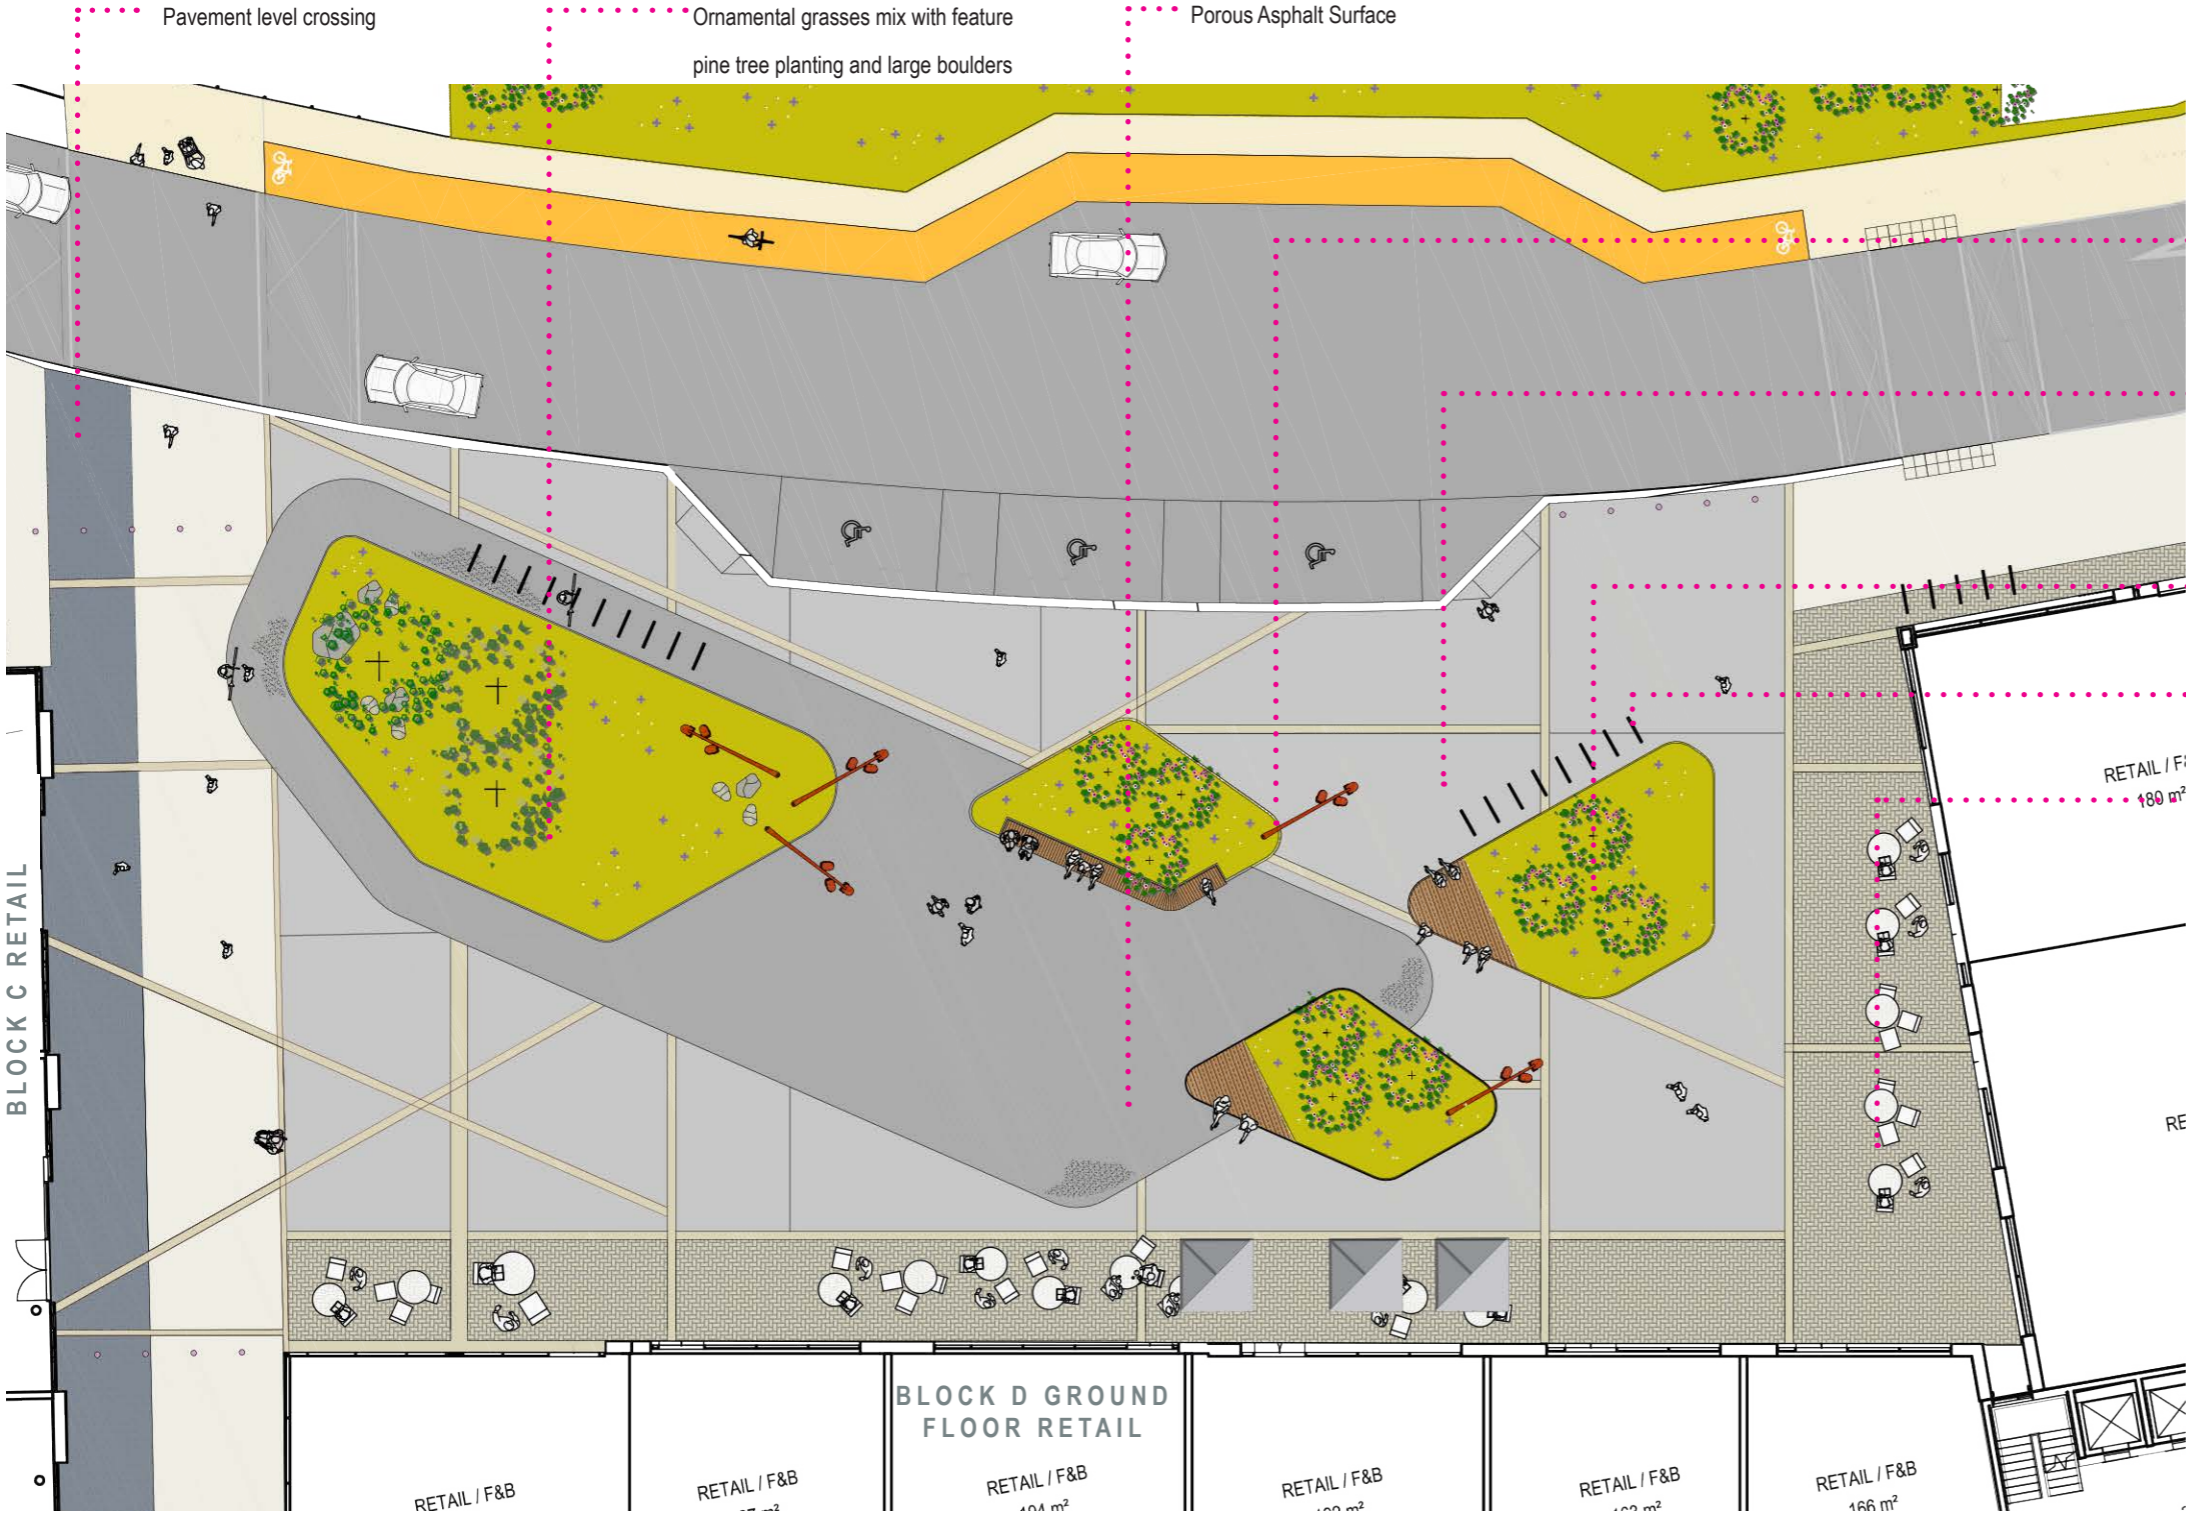 Pavement level crossing
Ornamental grasses mix with feature
pine tree planting and large boulders
Porous Asphalt Surface
RETAIL /
180 m²
BLOCK C RETAIL
BLOCK D GROUND
FLOOR RETAIL
RETAIL / F&B
RETAIL / F&B
RETAIL / F&B
RETAIL / F&B
RETAIL / F&B
RETAIL / F&B
166 m²